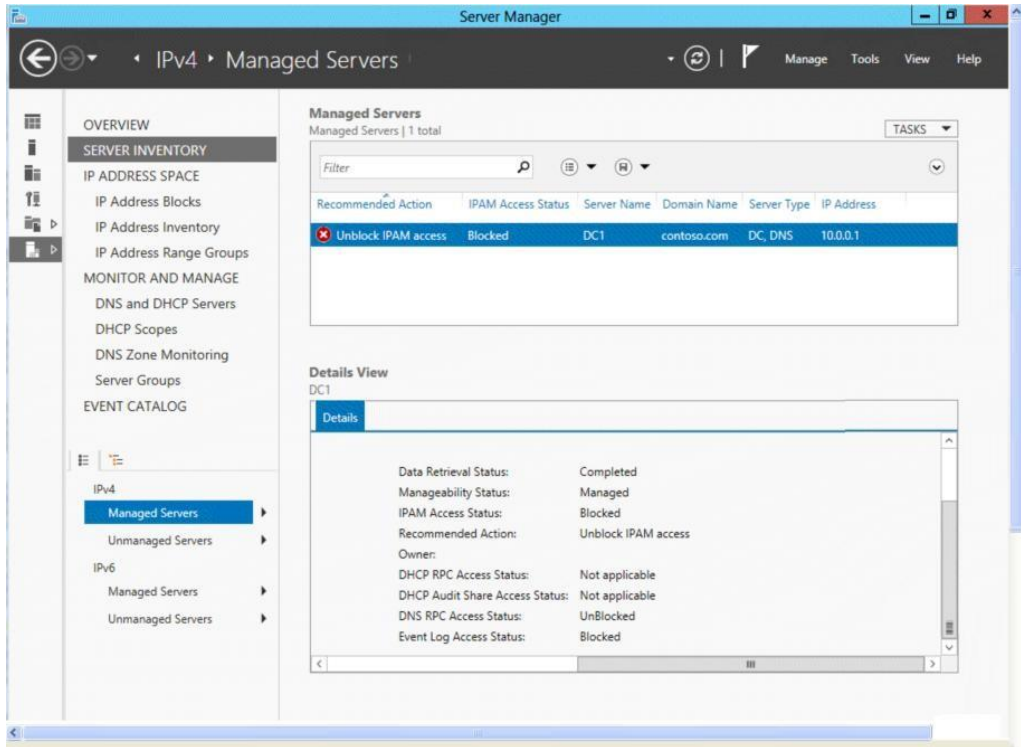 Server Manager
IPv4 Managed Servers
Manage Tools View Help
OVERVIEW
SERVER INVENTORY
IP ADDRESS SPACE
IP Address Blocks
IP Address Inventory
IP Address Range Groups
MONITOR AND MANAGE
DNS and DHCP Servers
DHCP Scopes
DNS Zone Monitoring
Server Groups
EVENT CATALOG
IPv4
Managed Servers
Unmanaged Servers
IPv6
Managed Servers
Unmanaged Servers
Managed Servers
Managed Servers | 1 total
TASKS
Filter
Recommended Action IPAM Access Status Server Name Domain Name Server Type IP Address
Unblock IPAM access Blocked DC1 contoso.com DC, DNS 10.0.0.1
Details View
DC1
Details
Data Retrieval Status: Completed
Manageability Status: Managed
IPAM Access Status: Blocked
Recommended Action: Unblock IPAM access
Owner:
DHCP RPC Access Status: Not applicable
DHCP Audit Share Access Status: Not applicable
DNS RPC Access Status: UnBlocked
Event Log Access Status: Blocked